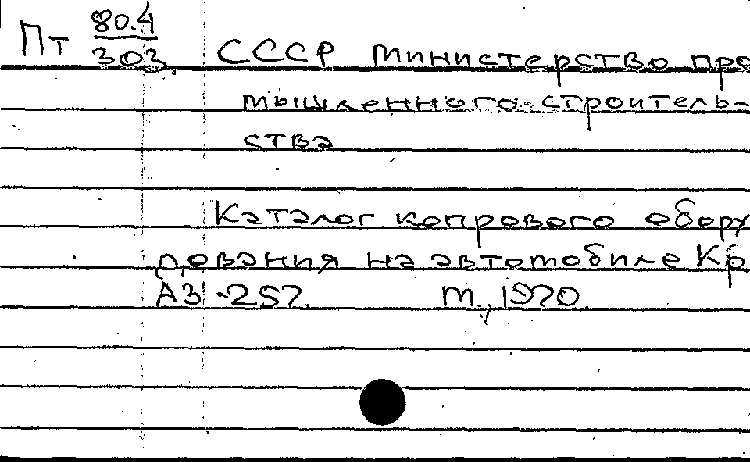 Пт 80.4
303. СССР Министерство про
мышленного строитель-
ства
Каталог копрового обору
дования на автомобиле Кр
АЗ-257. М., 1970